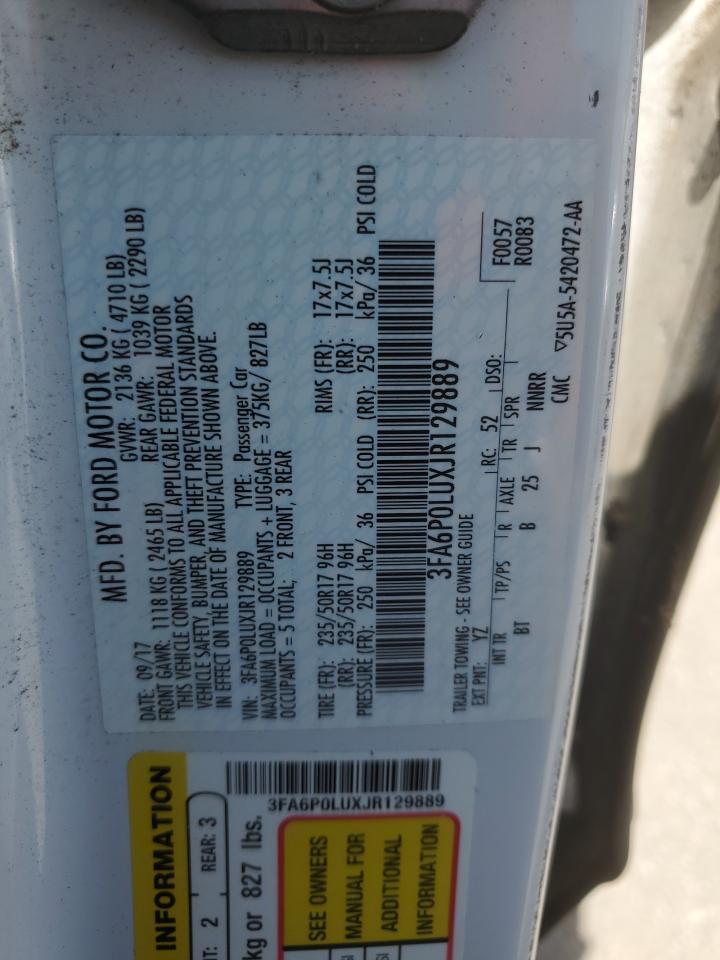 MFD. BY FORD MOTOR CO.
DATE: 09/17 GVWR: 2136 KG ( 4710 LB)
FRONT GAWR: 1118 KG ( 2465 LB) REAR GAWR: 1039 KG ( 2290 LB)
THIS VEHICLE CONFORMS TO ALL APPLICABLE FEDERAL MOTOR
VEHICLE SAFETY, BUMPER, AND THEFT PREVENTION STANDARDS
IN EFFECT ON THE DATE OF MANUFACTURE SHOWN ABOVE.
VIN: 3FA6P0LUXJR129889 TYPE: Passenger Car
MAXIMUM LOAD = OCCUPANTS + LUGGAGE = 375KG/ 827LB
OCCUPANTS = 5 TOTAL; 2 FRONT, 3 REAR
TIRE (FR): 235/50R17 96H RIMS (FR): 17x7.5J
(RR): 235/50R17 96H (RR): 17x7.5J
PRESSURE (FR): 250 kPa/ 36 PSI COLD (RR): 250 kPa/ 36 PSI COLD
3FA6P0LUXJR129889
F0057
R0083
TRAILER TOWING - SEE OWNER GUIDE
EXT PNT: YZ RC: 52 DSO:
INT TR TP/PS R AXLE TR SPR
BT B 25 J NNRR
CMC ▽5U5A-5420472-AA
INFORMATION
NT: 2 REAR: 3
3FA6P0LUXJR129889
kg or 827 lbs.
SEE OWNERS
MANUAL FOR
ADDITIONAL
INFORMATION